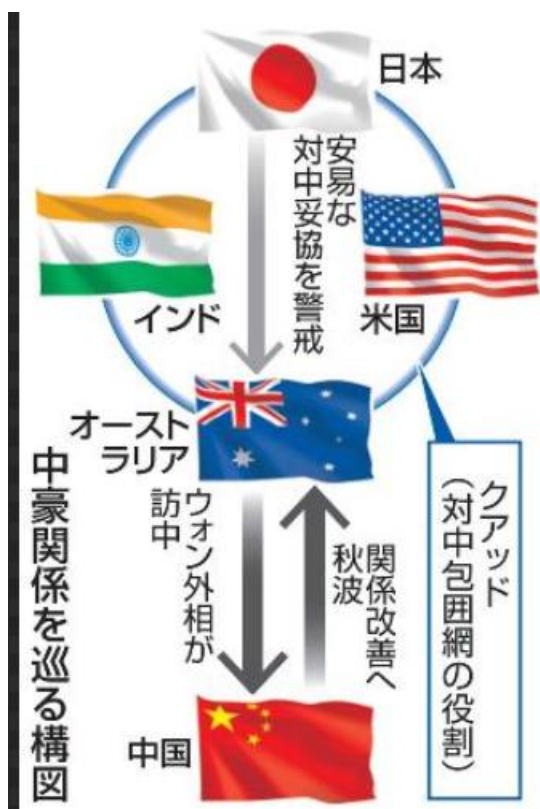 中豪関係を巡る構図
日本
安易な
対中妥協を警戒
インド
米国
オースト
ラリア
クアッド
(対中包囲網の役割)
ウォン外相が
訪中
関係改善へ
秋波
中国